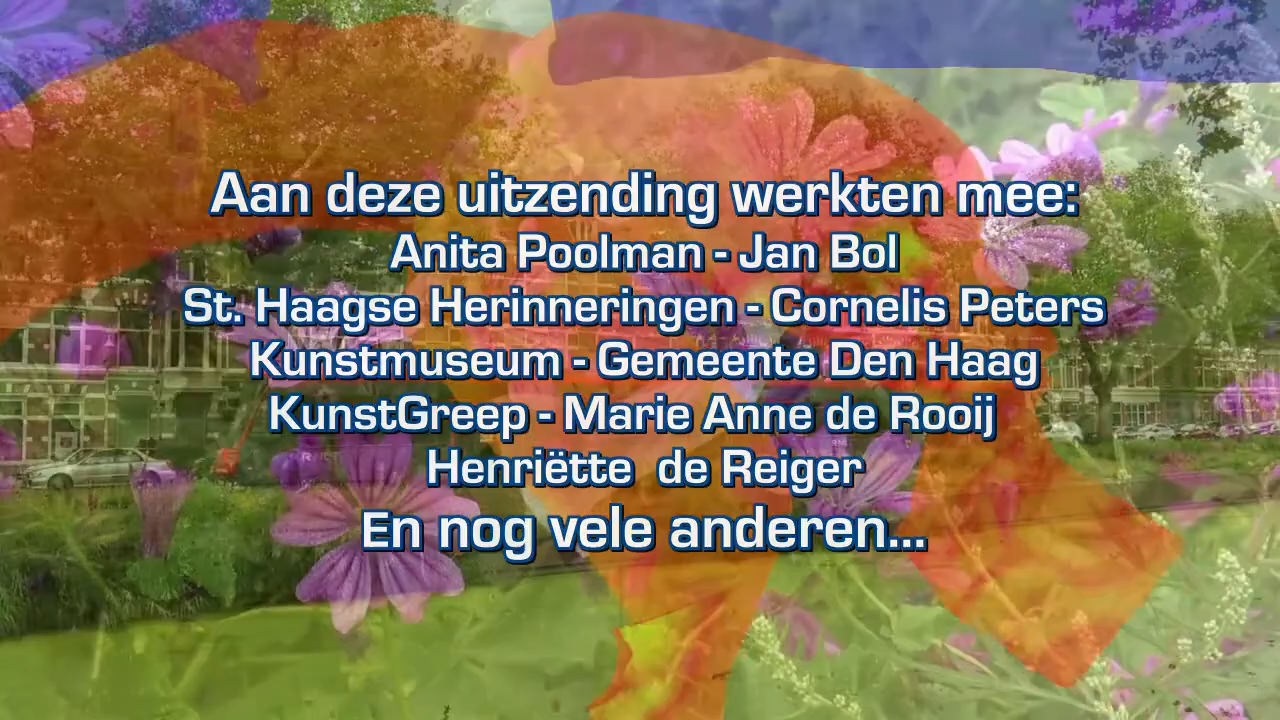 Aan deze uitzending werkten mee:
Anita Poolman - Jan Bol
St. Haagse Herinneringen - Cornelis Peters
Kunstmuseum - Gemeente Den Haag
KunstGreep - Marie Anne de Rooij
Henriëtte de Reiger
En nog vele anderen...